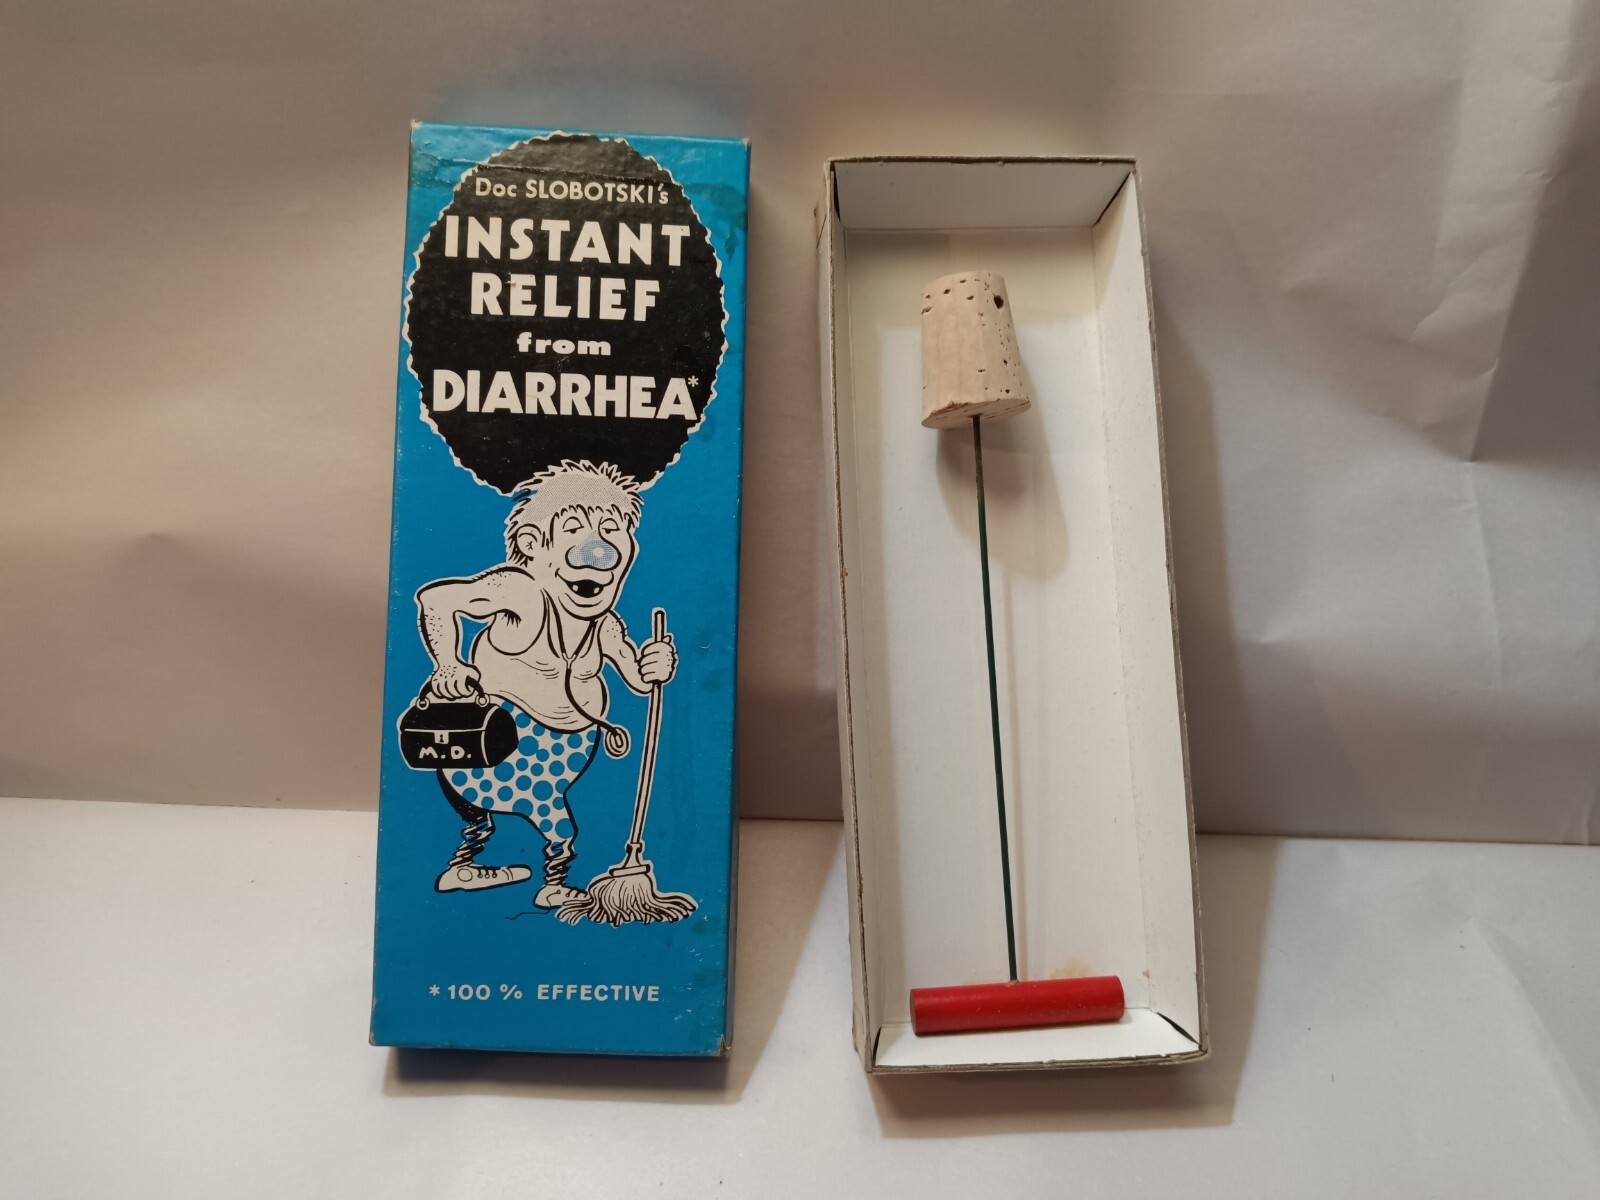 Doc SLOBOTSKI's
INSTANT
RELIEF
from
DIARRHEA*
M.D.
*100% EFFECTIVE